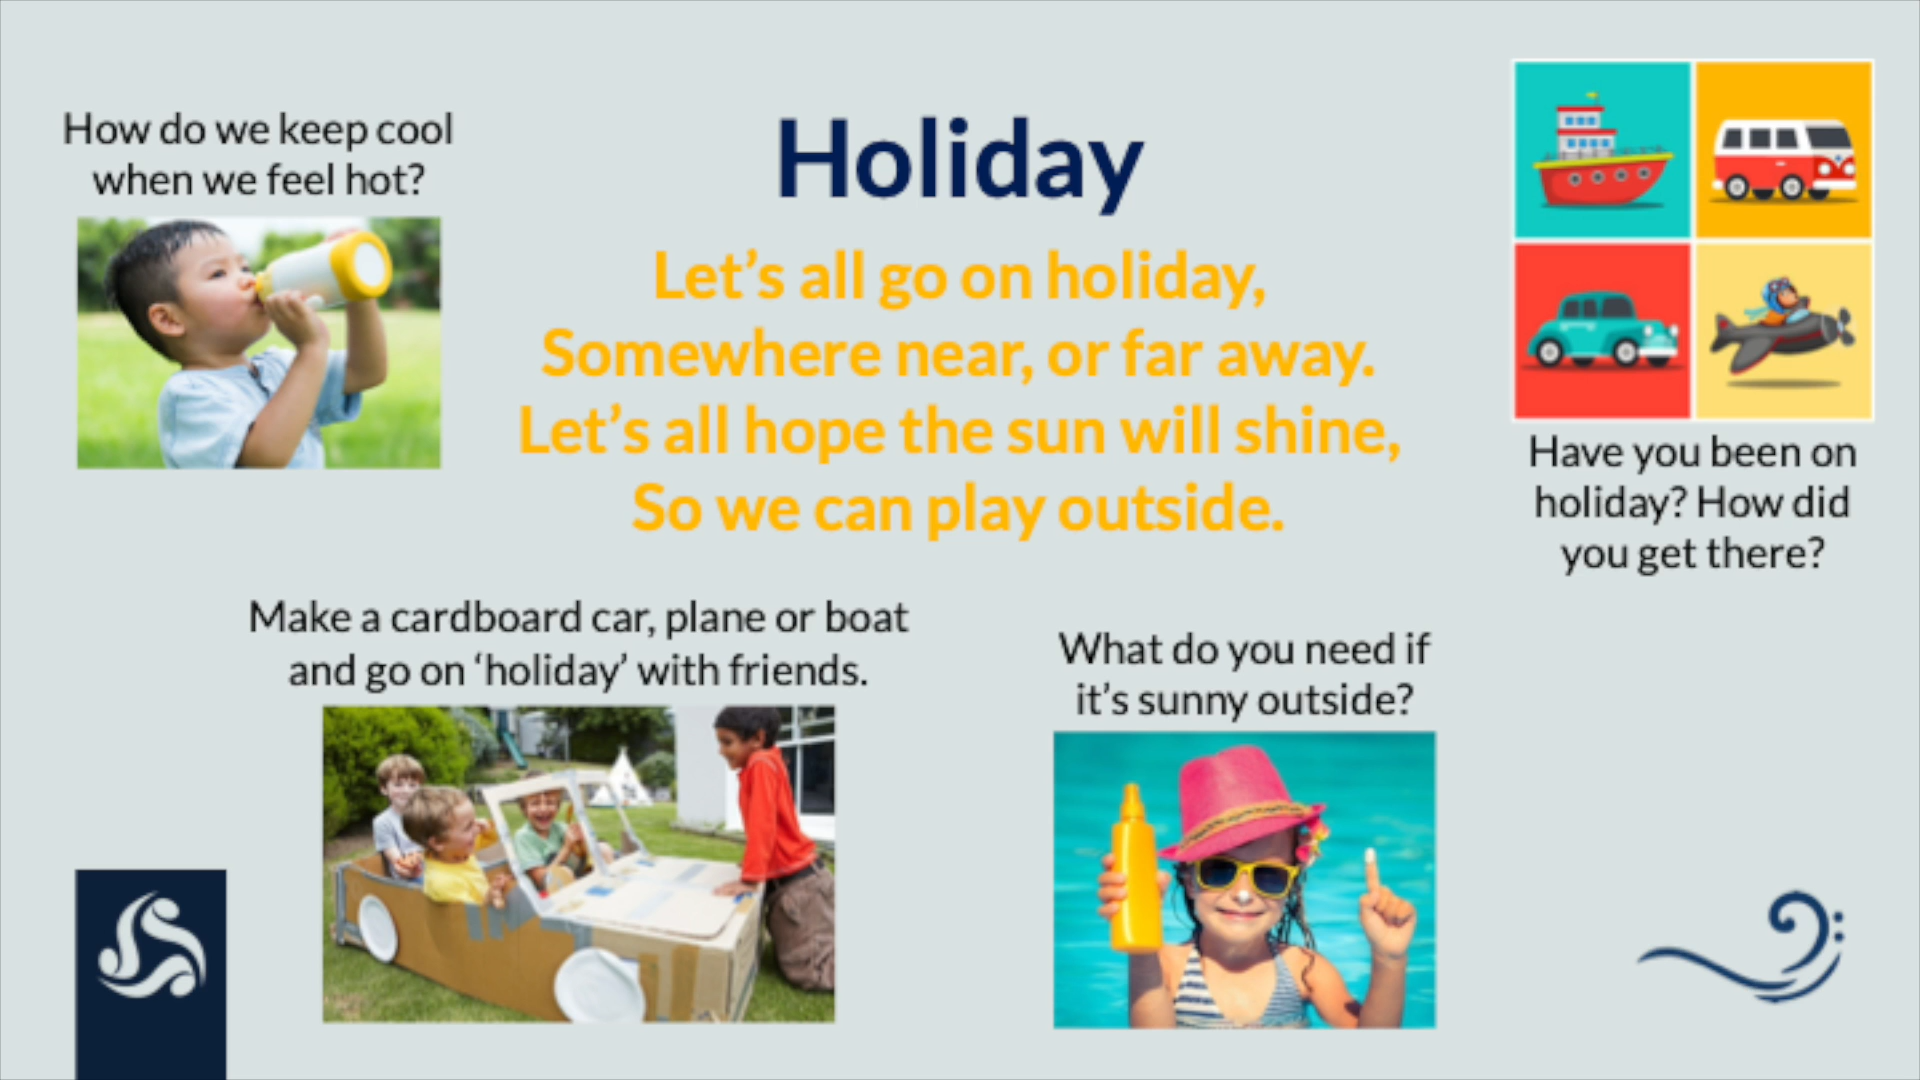 How do we keep cool
when we feel hot?
Holiday
Let’s all go on holiday,
Somewhere near, or far away.
Let’s all hope the sun will shine,
So we can play outside.
Have you been on
holiday? How did
you get there?
Make a cardboard car, plane or boat
and go on ‘holiday’ with friends.
What do you need if
it’s sunny outside?